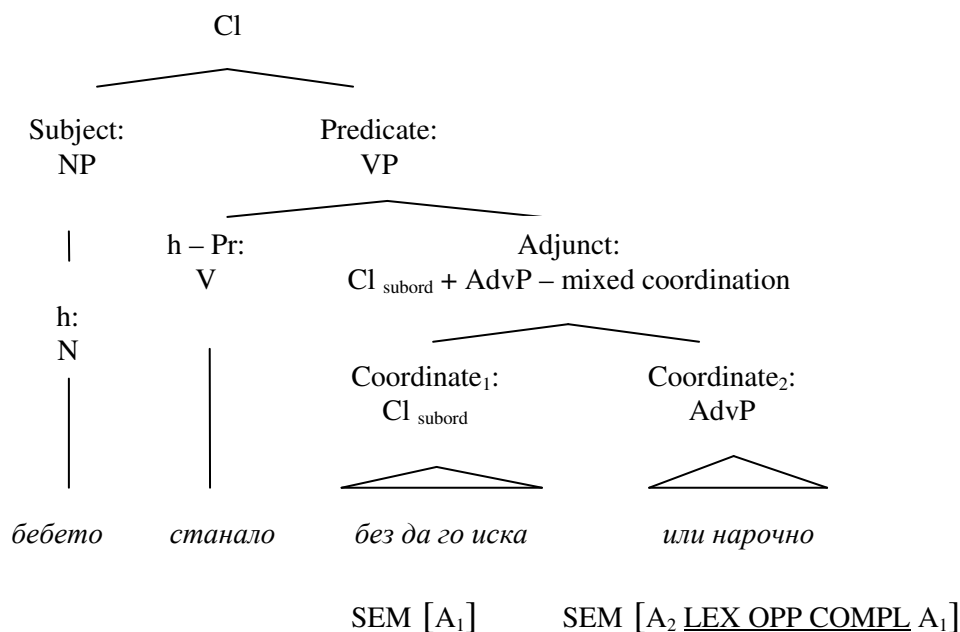 Cl
Subject: Predicate:
NP VP
h – Pr: Adjunct:
V Cl subord + AdvP – mixed coordination
h:
N
Coordinate1: Coordinate2:
Cl subord AdvP
бебето станало без да го иска или нарочно
SEM [A1] SEM [A2 LEX OPP COMPL A1]